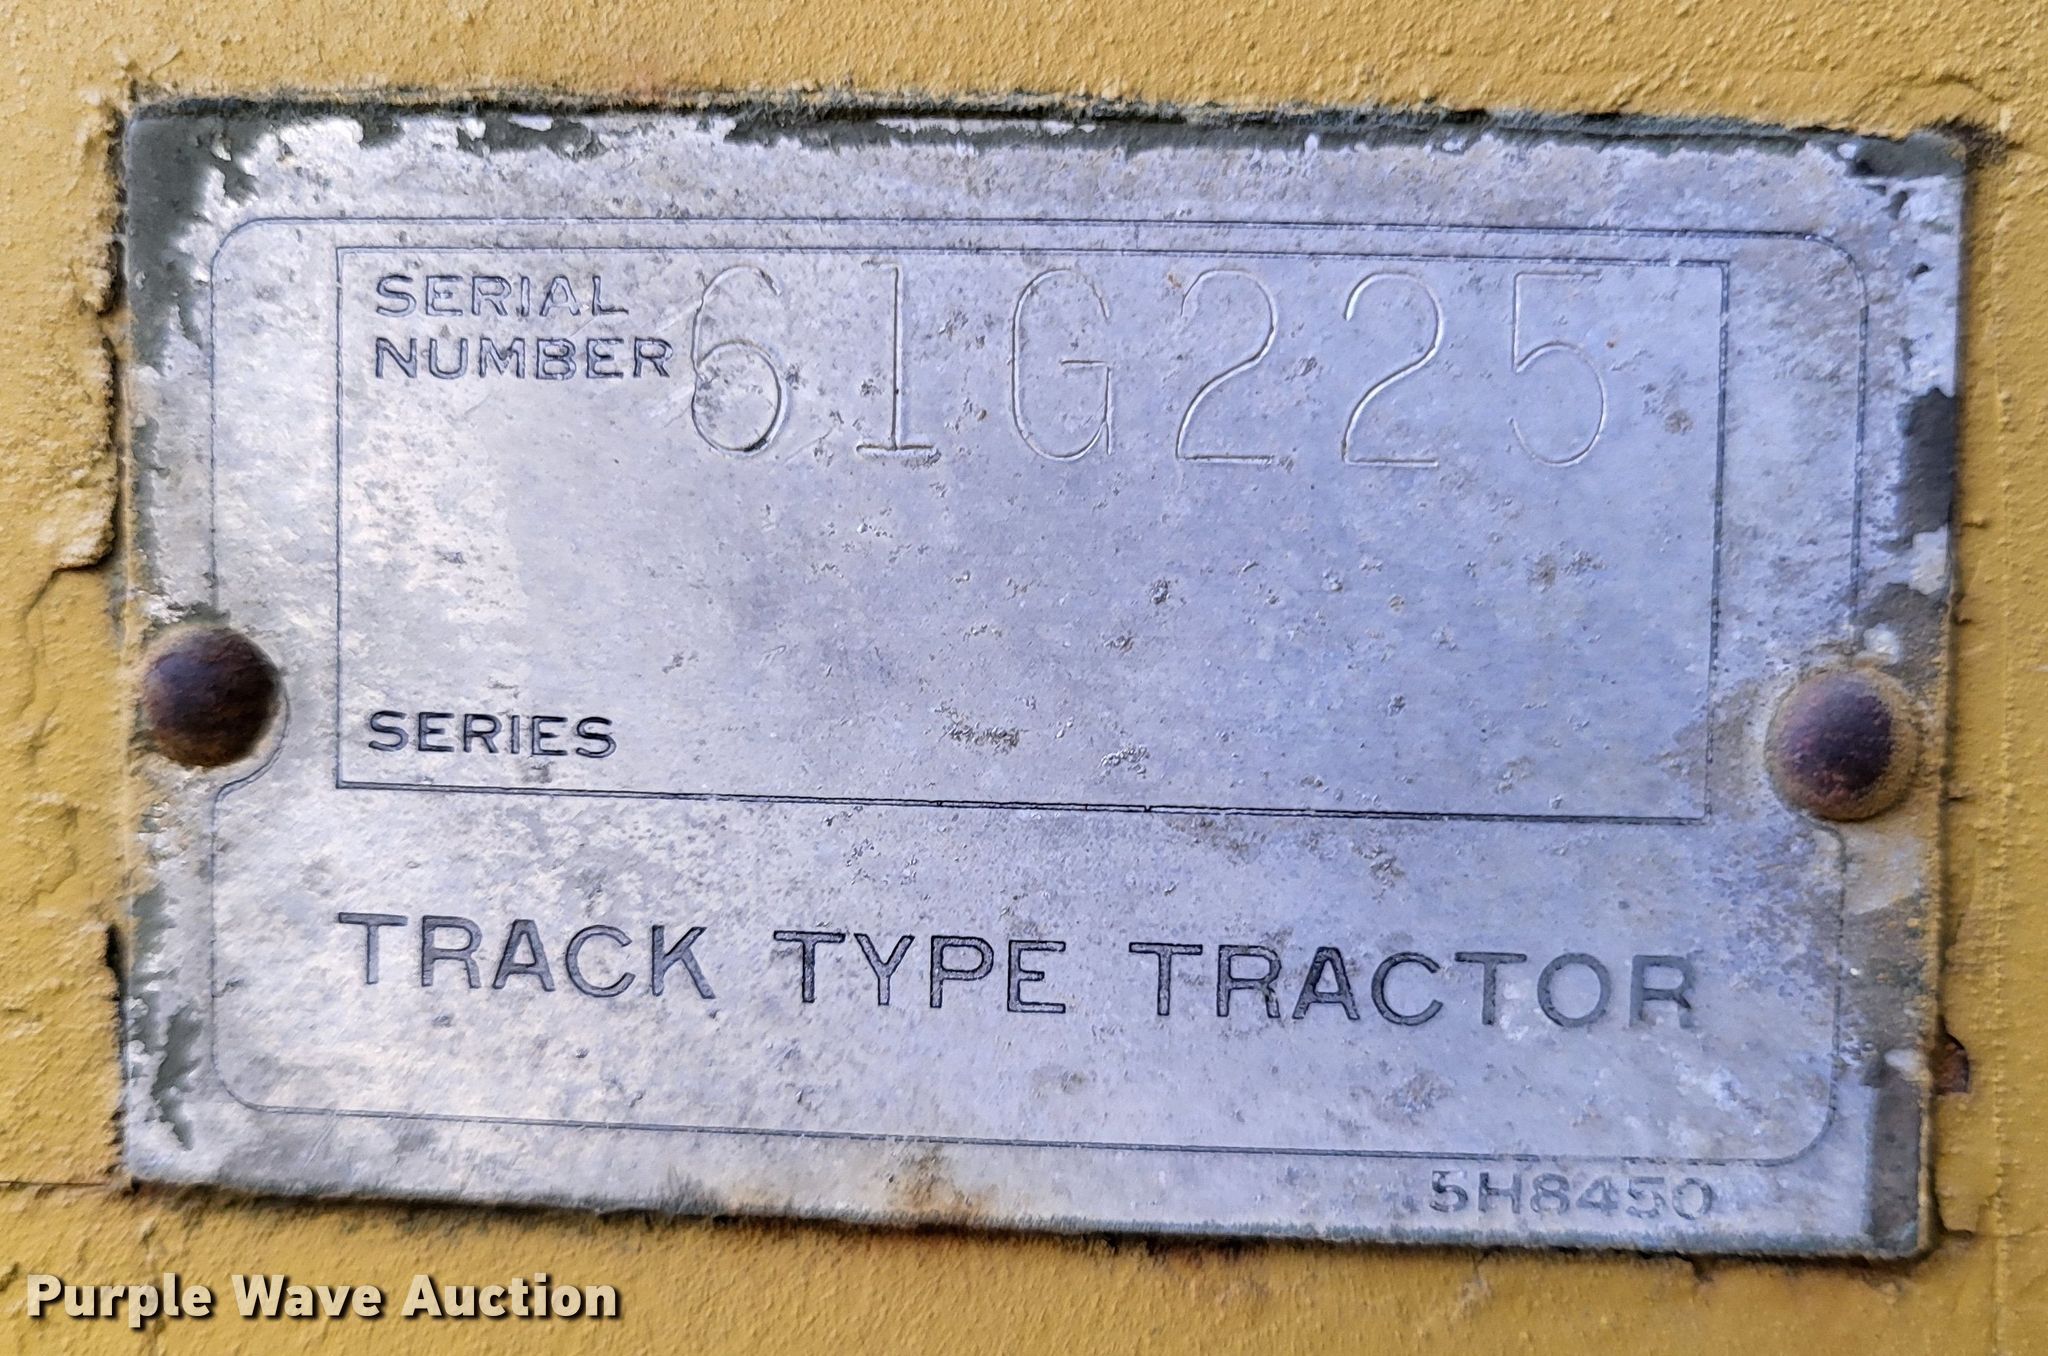 SERIAL
NUMBER
61G225
SERIES
TRACK TYPE TRACTOR
5H8450
Purple Wave Auction